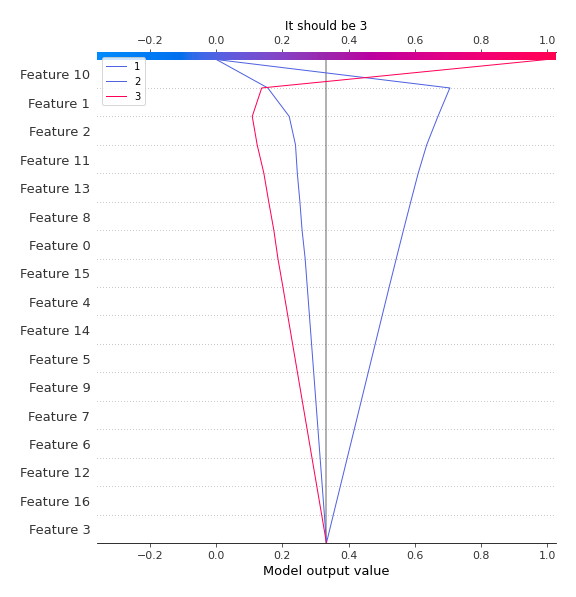 It should be 3
−0.2 0.0 0.2 0.4 0.6 0.8 1.0
1
2
3
Feature 10
Feature 1
Feature 2
Feature 11
Feature 13
Feature 8
Feature 0
Feature 15
Feature 4
Feature 14
Feature 5
Feature 9
Feature 7
Feature 6
Feature 12
Feature 16
Feature 3
−0.2 0.0 0.2 0.4 0.6 0.8 1.0
Model output value